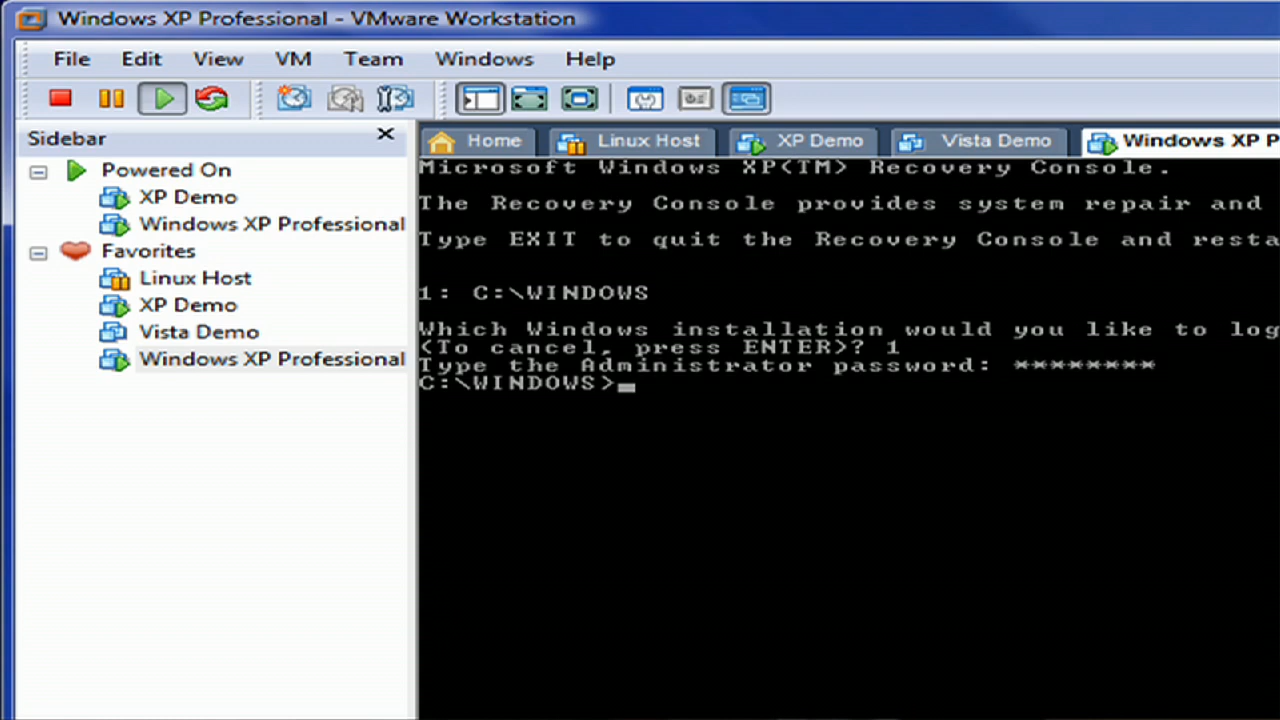 Windows XP Professional - VMware Workstation
File Edit View VM Team Windows Help
Sidebar
Powered On
XP Demo
Windows XP Professional
Favorites
Linux Host
XP Demo
Vista Demo
Windows XP Professional
Home Linux Host XP Demo Vista Demo Windows XP P
Microsoft Windows XP(TM) Recovery Console.
The Recovery Console provides system repair and
Type EXIT to quit the Recovery Console and resta
1: C:\WINDOWS
Which Windows installation would you like to log
(To cancel, press ENTER)? 1
Type the Administrator password: ********
C:\WINDOWS>